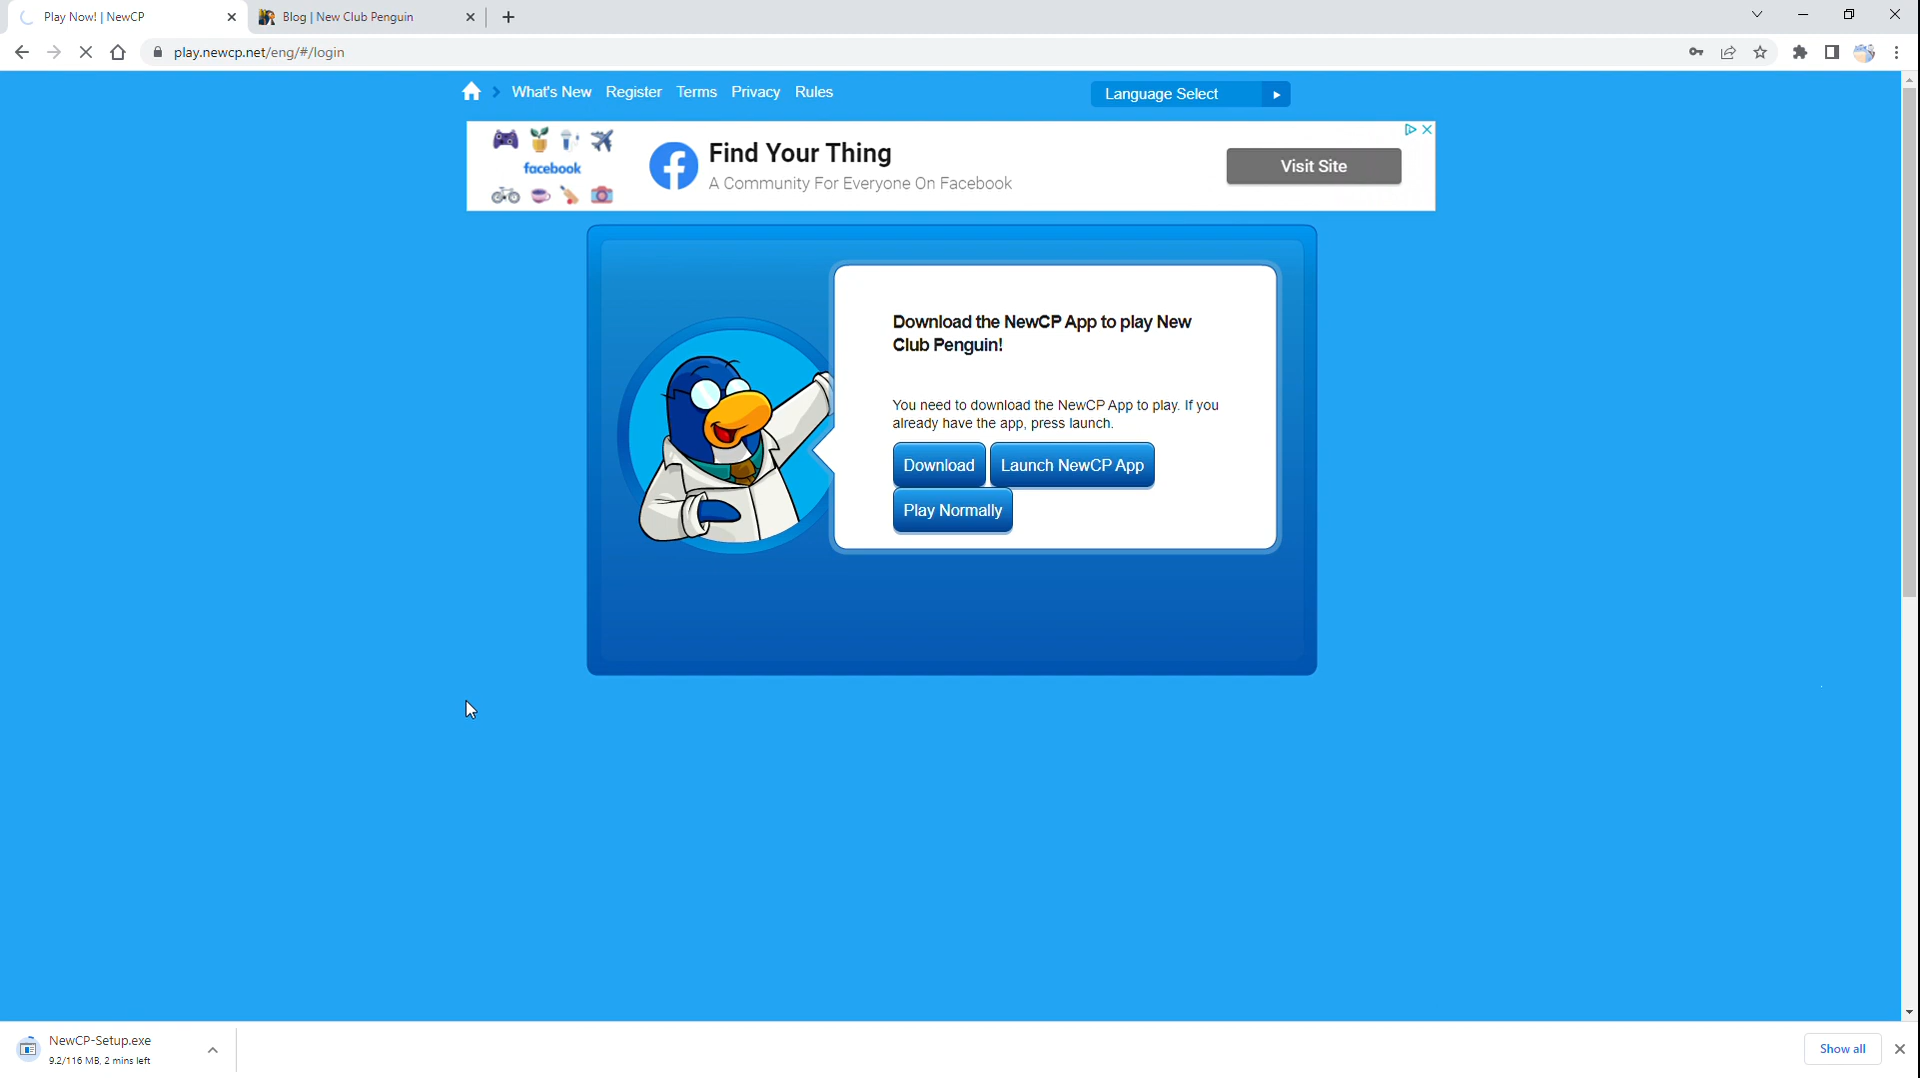 Play Now! | NewCP
Blog | New Club Penguin
play.newcp.net/eng/#/login
What's New Register Terms Privacy Rules
Language Select
facebook
Find Your Thing
A Community For Everyone On Facebook
Visit Site
Download the NewCP App to play New
Club Penguin!
You need to download the NewCP App to play. If you
already have the app, press launch.
Download
Launch NewCP App
Play Normally
NewCP-Setup.exe
9.2/116 MB, 2 mins left
Show all